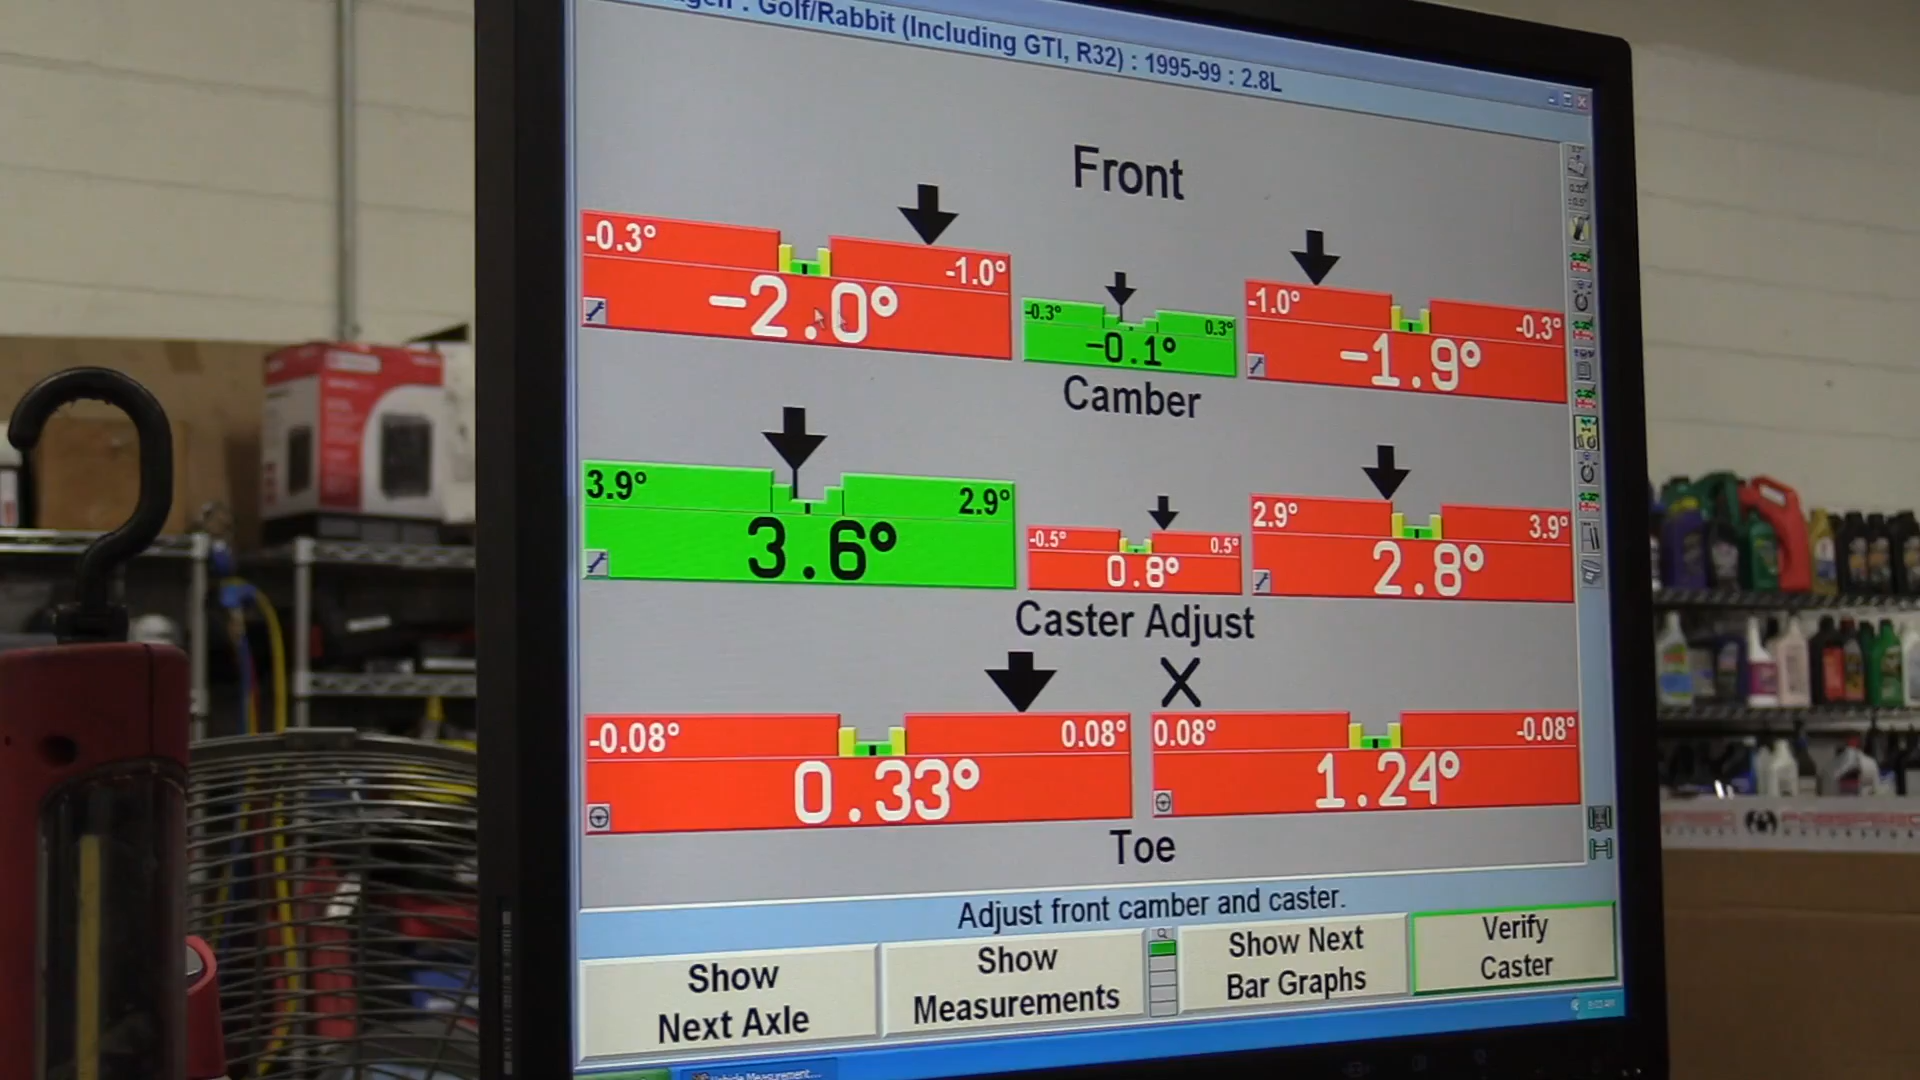 : Golf/Rabbit (Including GTI, R32) : 1995-99 : 2.8L
Front
-0.3° -1.0°
-2.0°
-0.3° 0.3°
-0.1°
-1.0° -0.3°
-1.9°
Camber
3.9° 2.9°
3.6°
-0.5° 0.5°
0.8°
2.9° 3.9°
2.8°
Caster Adjust
X
-0.08° 0.08°
0.33°
0.08° -0.08°
1.24°
Toe
Adjust front camber and caster.
Show
Next Axle
Show
Measurements
Show Next
Bar Graphs
Verify
Caster